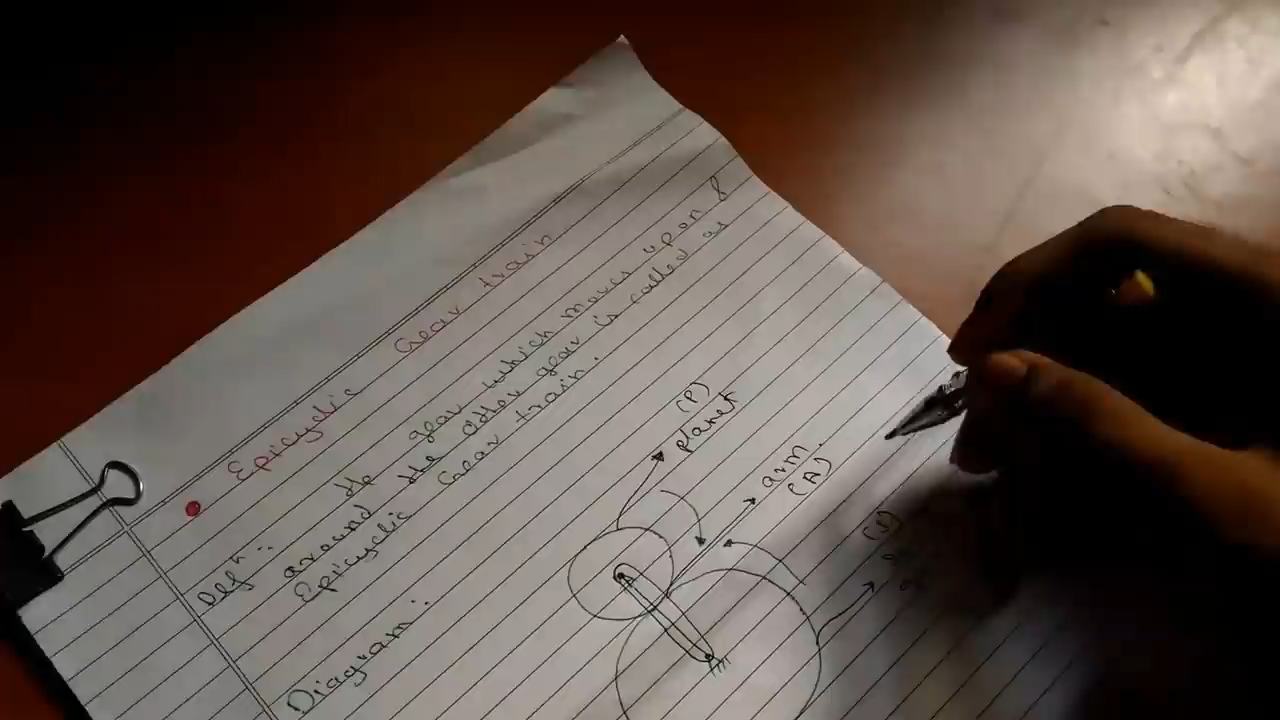 Epicyclic Gear train
Defⁿ: the gear which moves upon &
around the other gear is called as
Epicyclic Gear train.
Diagram:
(P)
planet
arm.
(A)
(S)